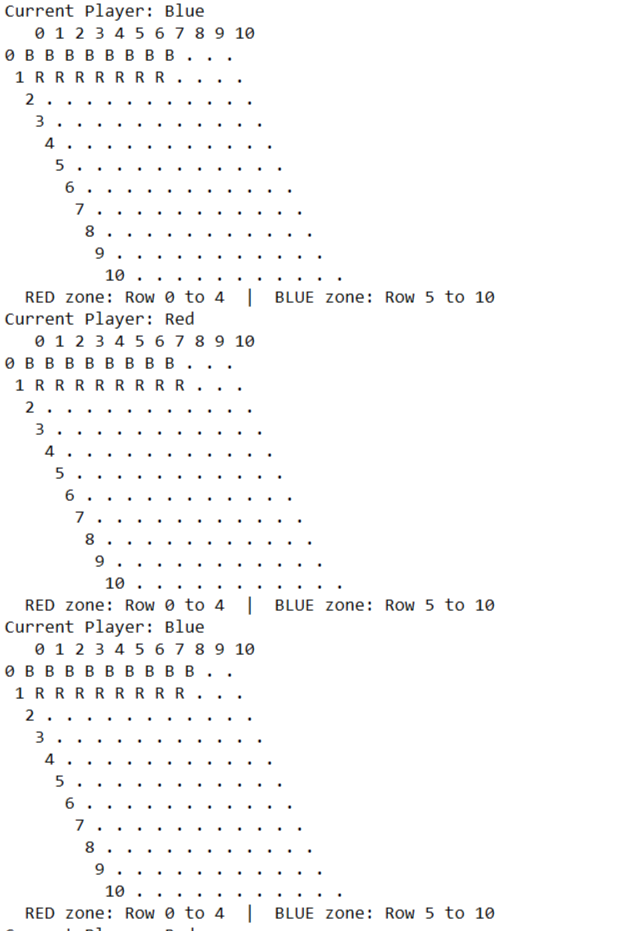 Current Player: Blue
   0 1 2 3 4 5 6 7 8 9 10
0 B B B B B B B B . . .
 1 R R R R R R R . . . .
  2 . . . . . . . . . . .
   3 . . . . . . . . . . .
    4 . . . . . . . . . . .
     5 . . . . . . . . . . .
      6 . . . . . . . . . . .
       7 . . . . . . . . . . .
        8 . . . . . . . . . . .
         9 . . . . . . . . . . .
          10 . . . . . . . . . . .
  RED zone: Row 0 to 4  |  BLUE zone: Row 5 to 10
Current Player: Red
   0 1 2 3 4 5 6 7 8 9 10
0 B B B B B B B B . . .
 1 R R R R R R R R . . .
  2 . . . . . . . . . . .
   3 . . . . . . . . . . .
    4 . . . . . . . . . . .
     5 . . . . . . . . . . .
      6 . . . . . . . . . . .
       7 . . . . . . . . . . .
        8 . . . . . . . . . . .
         9 . . . . . . . . . . .
          10 . . . . . . . . . . .
  RED zone: Row 0 to 4  |  BLUE zone: Row 5 to 10
Current Player: Blue
   0 1 2 3 4 5 6 7 8 9 10
0 B B B B B B B B B . .
 1 R R R R R R R R . . .
  2 . . . . . . . . . . .
   3 . . . . . . . . . . .
    4 . . . . . . . . . . .
     5 . . . . . . . . . . .
      6 . . . . . . . . . . .
       7 . . . . . . . . . . .
        8 . . . . . . . . . . .
         9 . . . . . . . . . . .
          10 . . . . . . . . . . .
  RED zone: Row 0 to 4  |  BLUE zone: Row 5 to 10